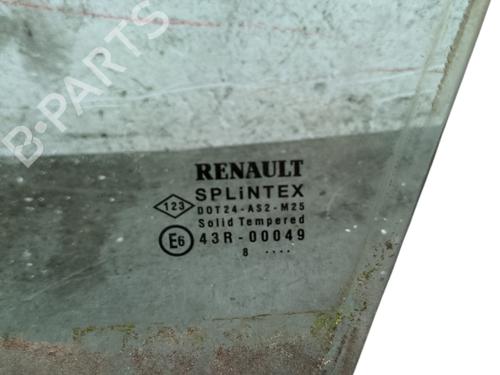 B-PARTS
RENAULT
SPLiNTEX
123
DOT24-AS2-M25
Solid Tempered
E6 43R-00049
8 ....